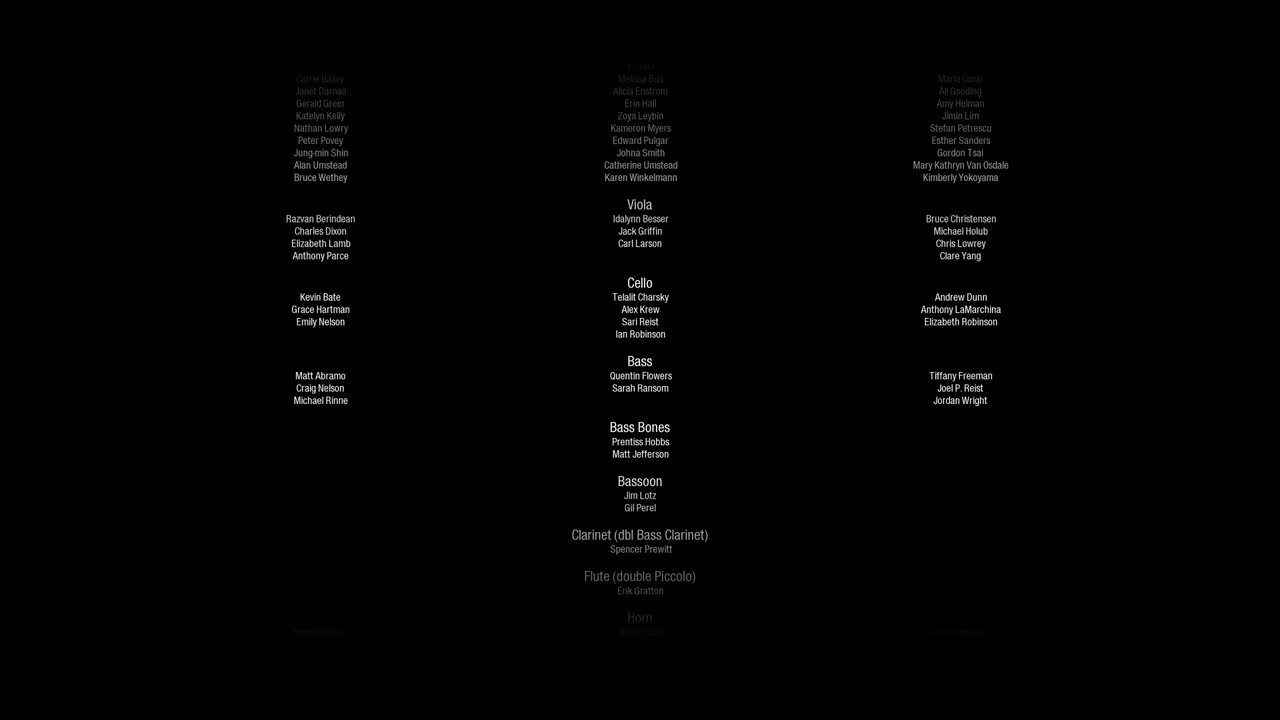 Carrie Bailey Melissa Buis Maria Conti
Janet Darnall Alicia Enstrom Ali Gooding
Gerald Greer Erin Hall Amy Helman
Katelyn Kelly Zoya Leybin Jimin Lim
Nathan Lowry Kameron Myers Stefan Petrescu
Peter Povey Edward Pulgar Esther Sanders
Jung-min Shin Johna Smith Gordon Tsai
Alan Umstead Catherine Umstead Mary Kathryn Van Osdale
Bruce Wethey Karen Winkelmann Kimberly Yokoyama
Viola
Razvan Berindean Idalynn Besser Bruce Christensen
Charles Dixon Jack Griffin Michael Holub
Elizabeth Lamb Carl Larson Chris Lowrey
Anthony Parce Clare Yang
Cello
Kevin Bate Telalit Charsky Andrew Dunn
Grace Hartman Alex Krew Anthony LaMarchina
Emily Nelson Sari Reist Elizabeth Robinson
Ian Robinson
Bass
Matt Abramo Quentin Flowers Tiffany Freeman
Craig Nelson Sarah Ransom Joel P. Reist
Michael Rinne Jordan Wright
Bass Bones
Prentiss Hobbs
Matt Jefferson
Bassoon
Jim Lotz
Gil Perel
Clarinet (dbl Bass Clarinet)
Spencer Prewitt
Flute (double Piccolo)
Erik Gratton
Horn